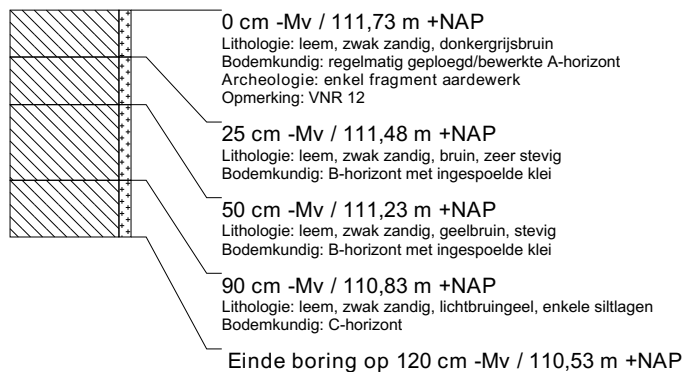 0 cm -Mv / 111,73 m +NAP
Lithologie: leem, zwak zandig, donkergrijsbruin
Bodemkundig: regelmatig geploegd/bewerkte A-horizont
Archeologie: enkel fragment aardewerk
Opmerking: VNR 12
25 cm -Mv / 111,48 m +NAP
Lithologie: leem, zwak zandig, bruin, zeer stevig
Bodemkundig: B-horizont met ingespoelde klei
50 cm -Mv / 111,23 m +NAP
Lithologie: leem, zwak zandig, geelbruin, stevig
Bodemkundig: B-horizont met ingespoelde klei
90 cm -Mv / 110,83 m +NAP
Lithologie: leem, zwak zandig, lichtbruingeel, enkele siltlagen
Bodemkundig: C-horizont
Einde boring op 120 cm -Mv / 110,53 m +NAP